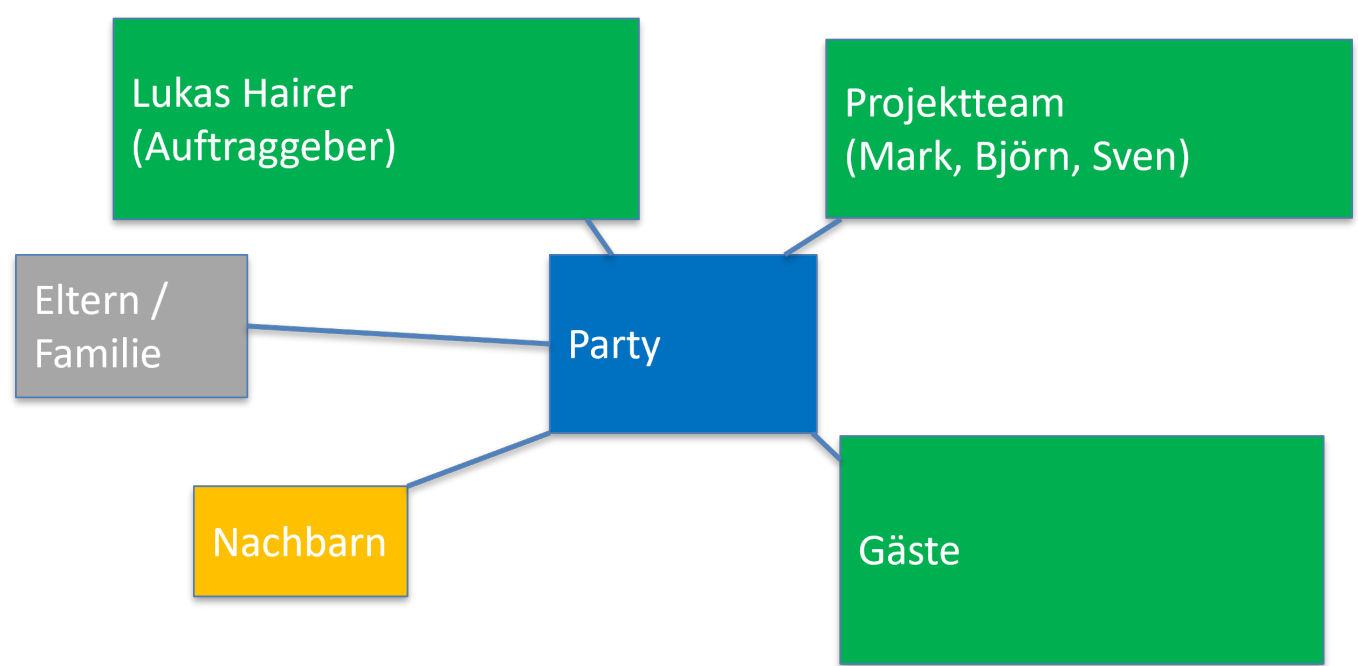 Lukas Hairer
(Auftraggeber)
Projektteam
(Mark, Björn, Sven)
Eltern /
Familie
Party
Nachbarn
Gäste